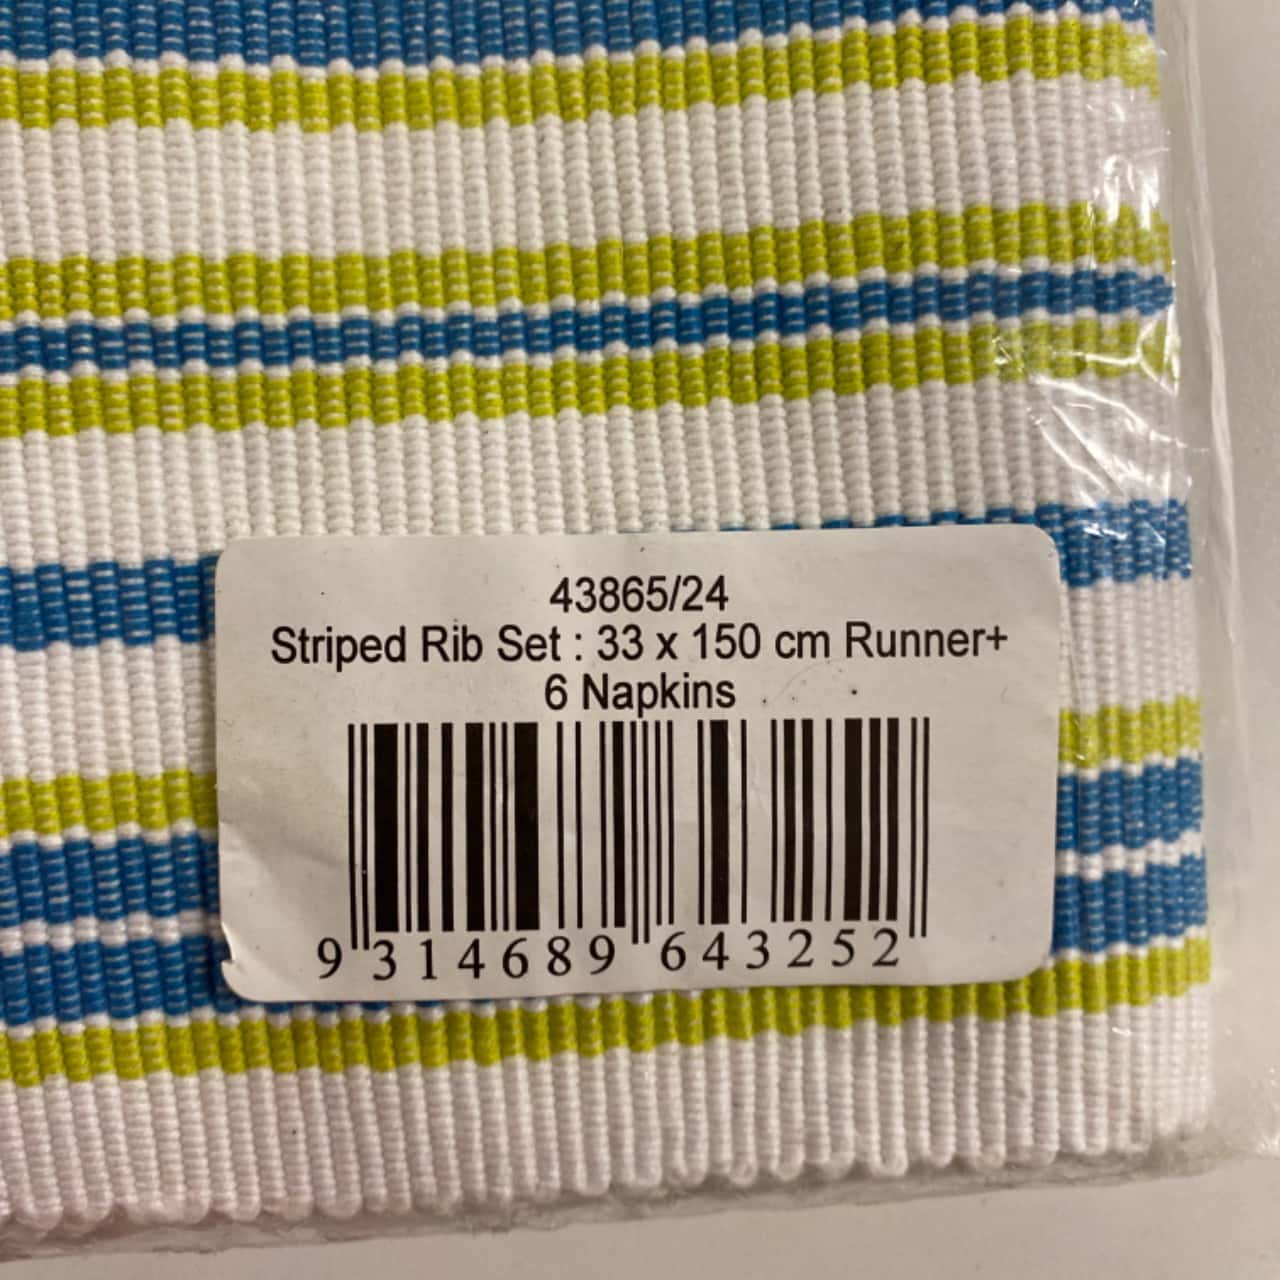 43865/24
Striped Rib Set : 33 x 150 cm Runner+
6 Napkins
9 314689 643252